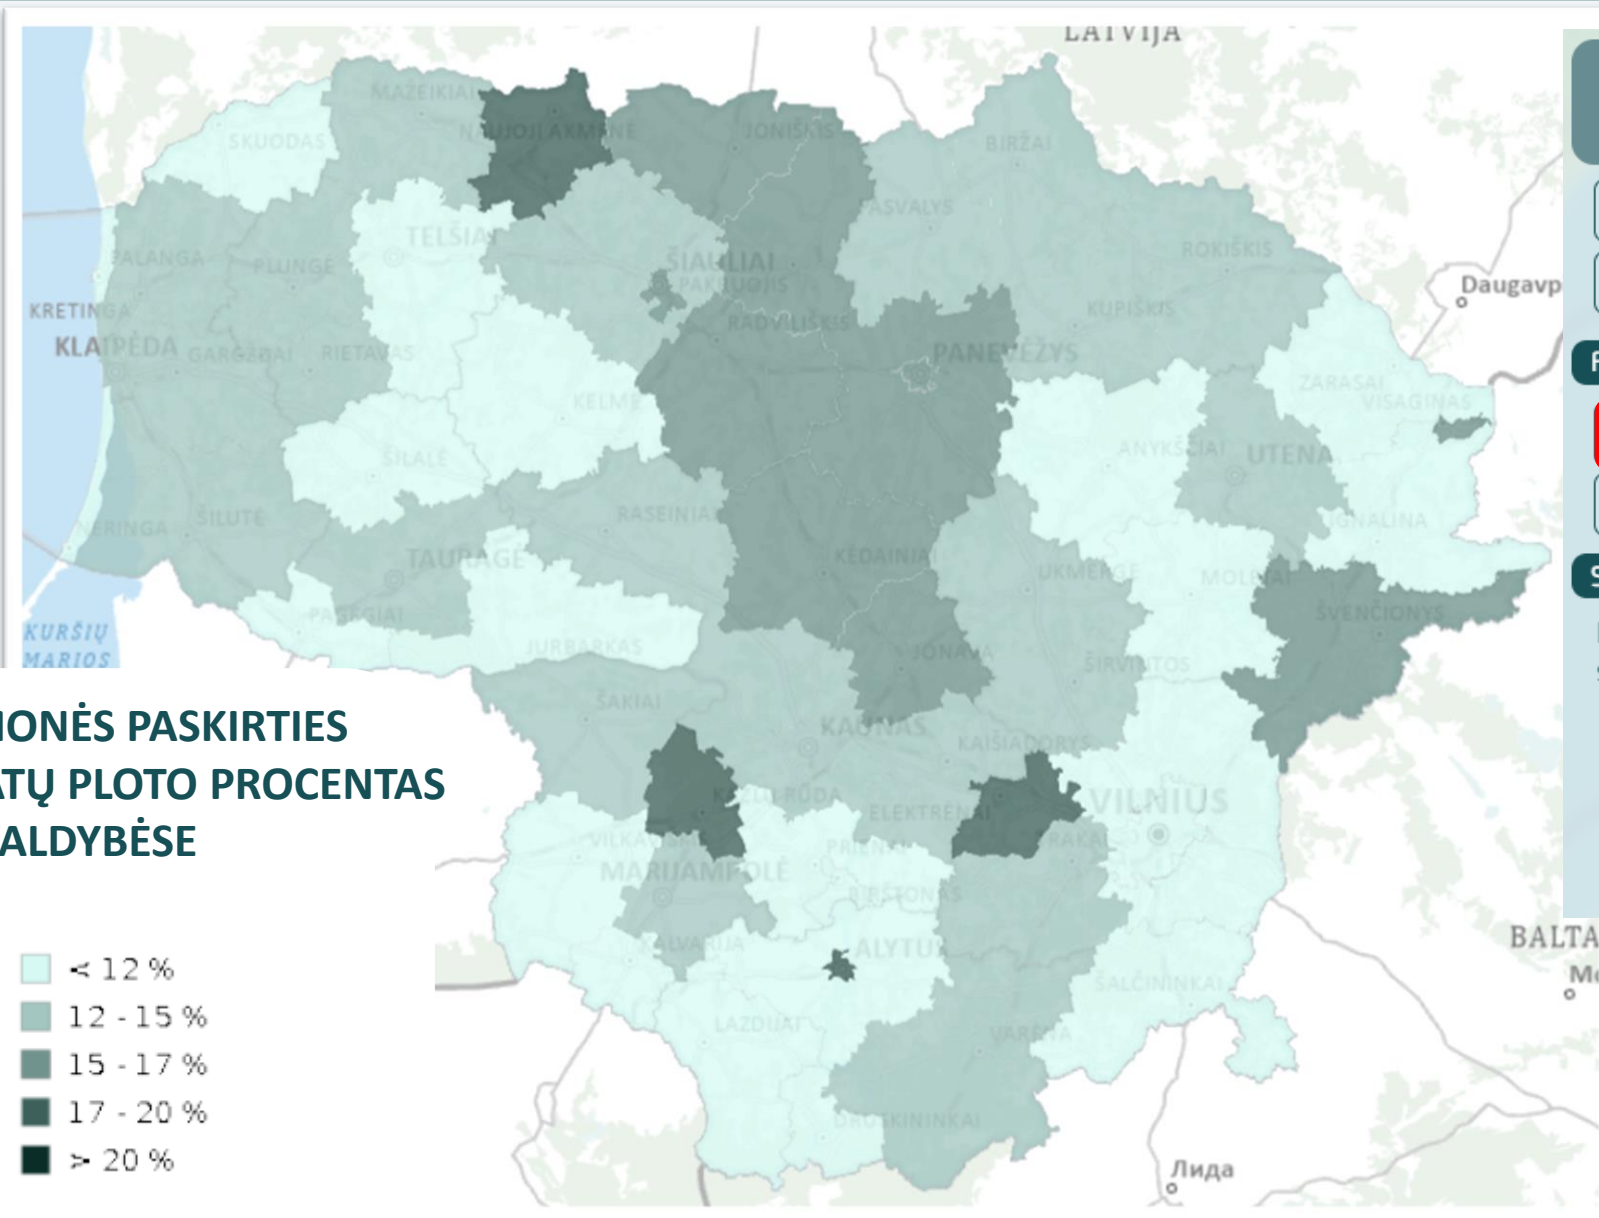 LATVIJA
MAŽEIKIAI
SKUODAS
NAUJOJI AKMENĖ
JONIŠKIS
BIRŽAI
PASVALYS
TELŠIAI
ROKIŠKIS
PALANGA
PLUNGĖ
ŠIAULIAI
PAKRUOJIS
Daugavp
KRETINGA
KUPIŠKIS
RADVILIŠKIS
KLAIPĖDA
GARGŽDAI
RIETAVAS
PANEVĖŽYS
F
ZARASAI
VISAGINAS
KELMĖ
ŠILALĖ
ANYKŠČIAI
UTENA
NERINGA
ŠILUTĖ
RASEINIAI
IGNALINA
TAURAGĖ
KĖDAINIAI
UKMERGĖ
MOLĖTAI
S
PAGĖGIAI
ŠVENČIONYS
KURŠIŲ
MARIOS
JURBARKAS
JONAVA
ŠIRVINTOS
ŠAKIAI
KAUNAS
KAIŠIADORYS
IONĖS PASKIRTIES
ATŲ PLOTO PROCENTAS
ALDYBĖSE
KAZLŲ RŪDA
ELEKTRĖNAI
VILNIUS
VILKAVIŠKIS
PRIENAI
TRAKAI
MARIJAMPOLĖ
BIRŠTONAS
KALVARIJA
ALYTUS
BALTA
ŠALČININKAI
Mo
LAZDIJAI
VARĖNA
DRUSKININKAI
Лида
< 12 %
12 - 15 %
15 - 17 %
17 - 20 %
> 20 %